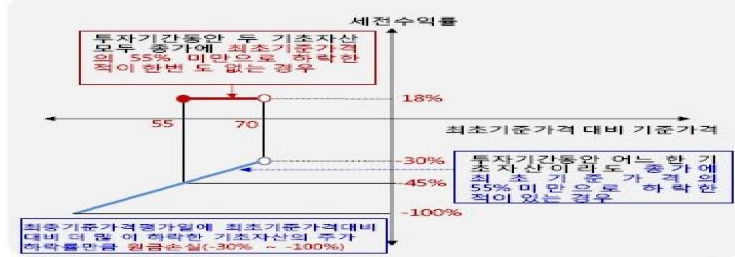 세전수익률
투자기간동안 두 기초자산
모두 종가에 최초기준가격
의 55% 미만으로 하락한
적이 한번 도 없는 경우
18%
55
70
최초기준가격 대비 기준가격
-30%
투자기간동안 어느 한 기
초자산이라도 종가에
최초기준가격의
55% 미만으로 하락한
적이 있는 경우
-45%
-100%
최종기준가격평가일에 최초기준가격대비
대비 더 많 이 하락한 기초자산의 주가
하락률만큼 원금손실(-30% ~ -100%)